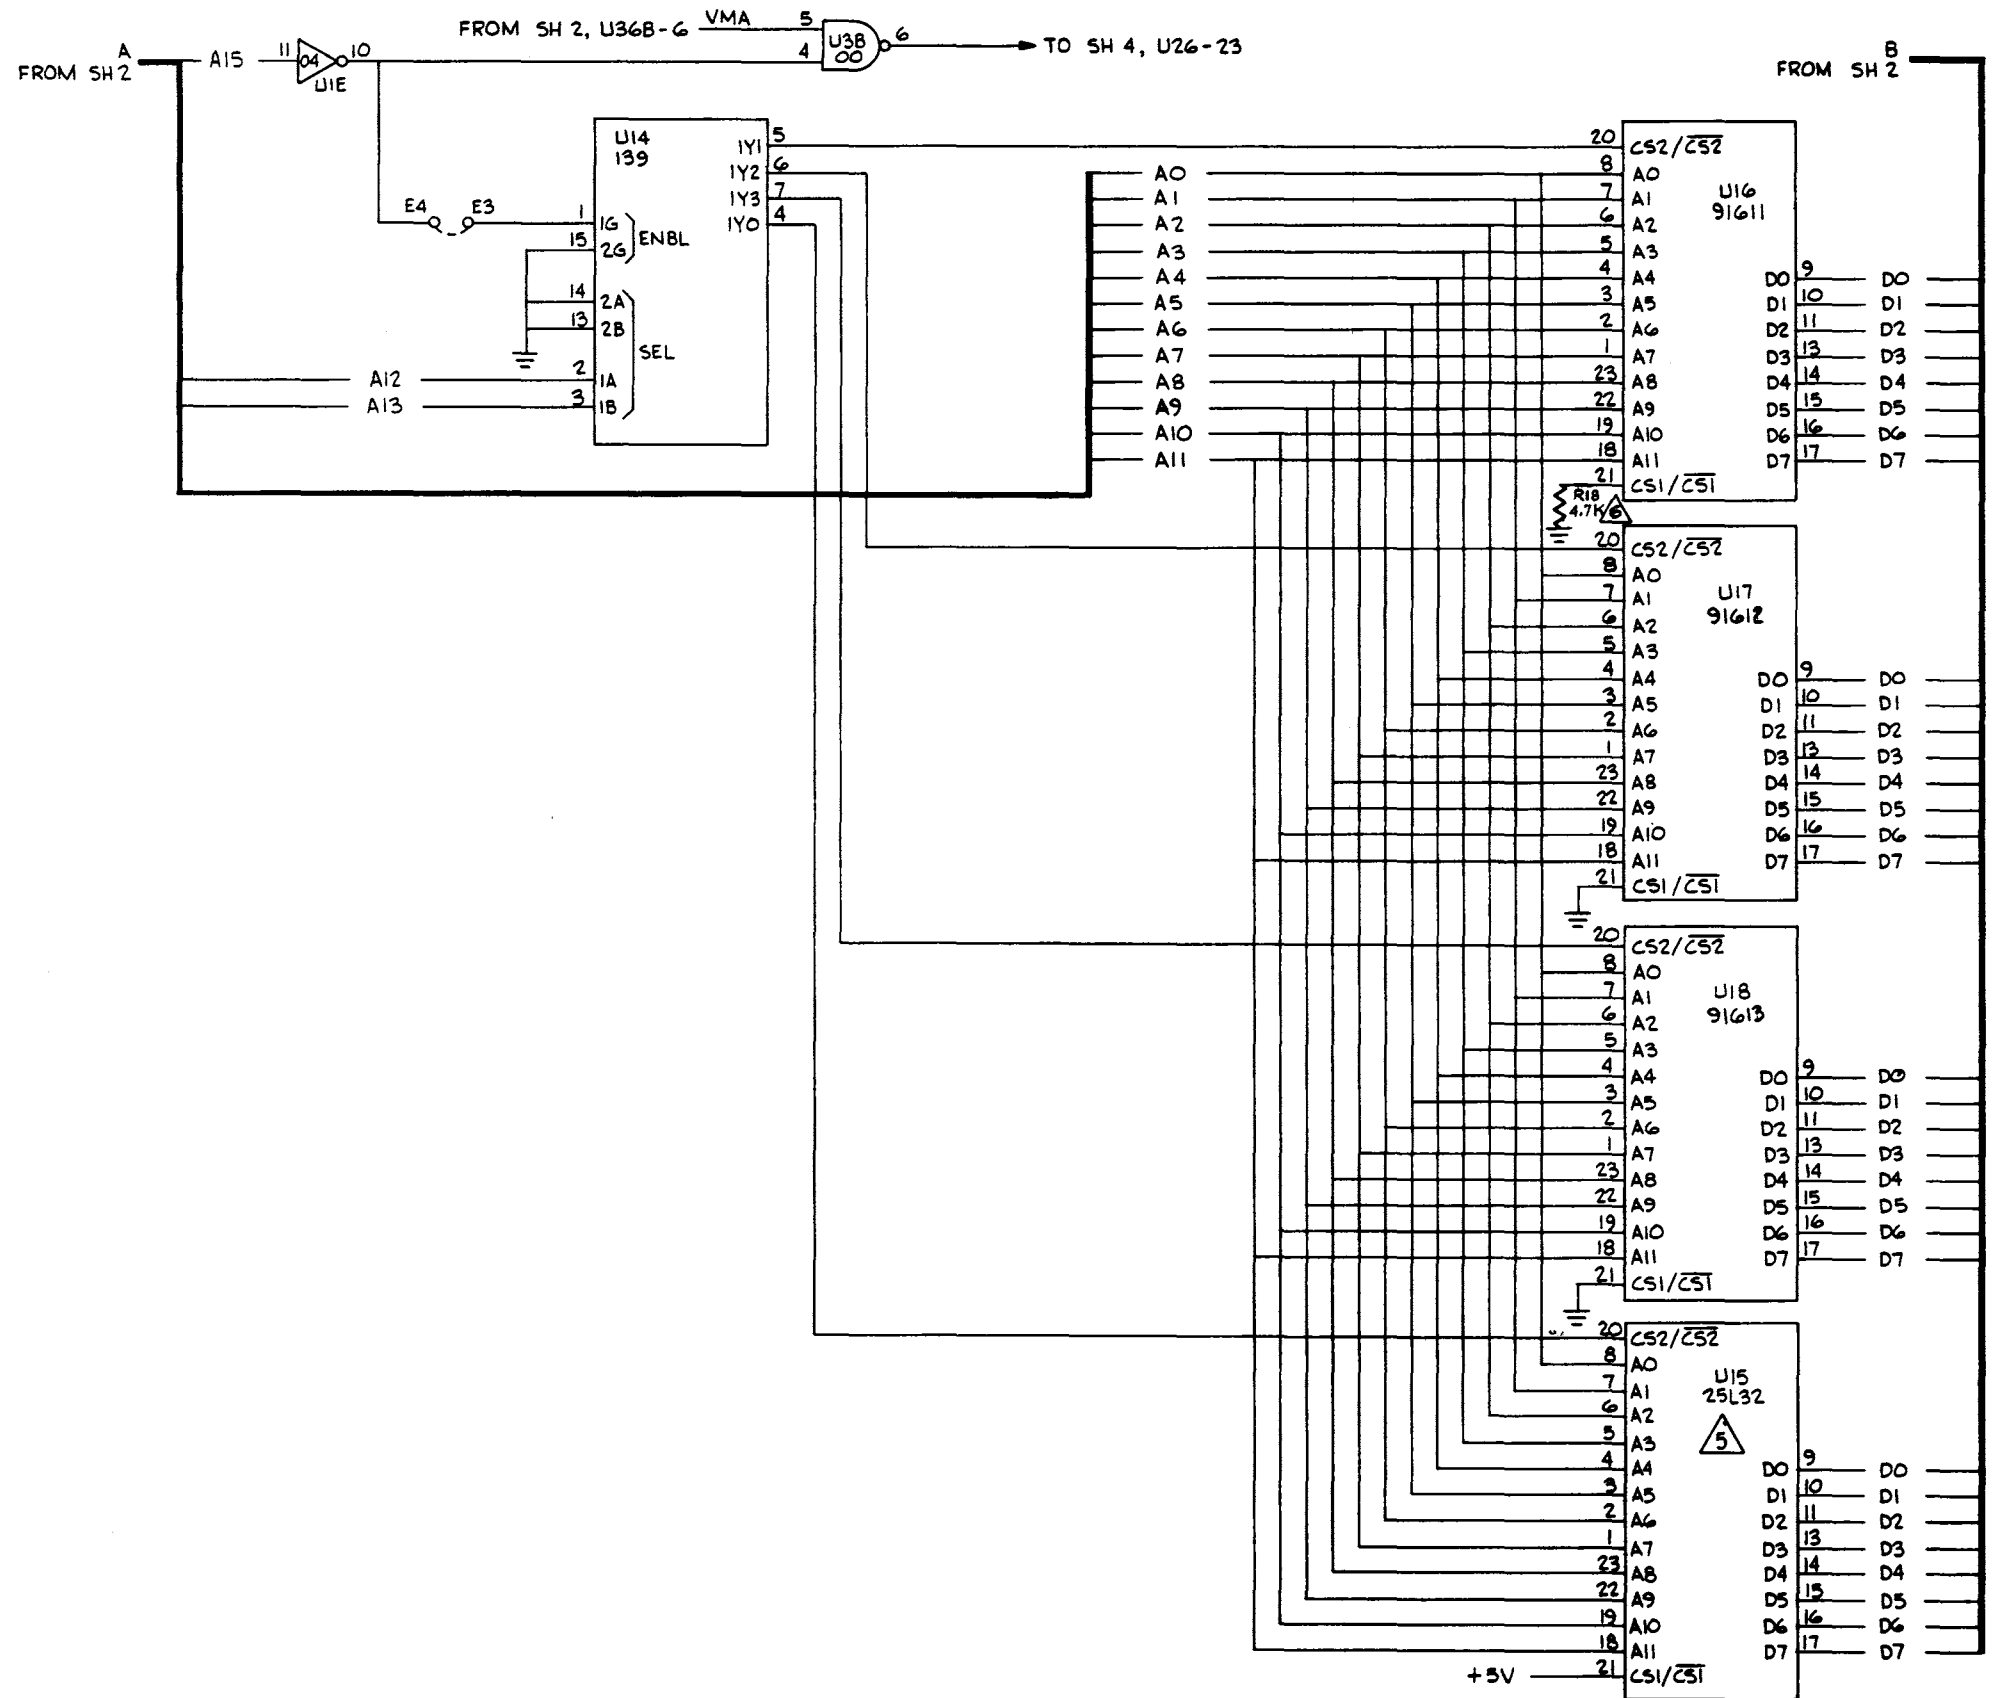 FROM SH 2, U36B-6
VMA
5
4
U3B
00
6
TO SH 4, U26-23
A
FROM SH 2
A15
11
04
10
U1E
B
FROM SH 2
U14
139
1Y1
5
1Y2
6
1Y3
7
1Y0
4
E4
E3
1
1G
15
2G
ENBL
14
2A
13
2B
SEL
A12
2
1A
A13
3
1B
A0
A1
A2
A3
A4
A5
A6
A7
A8
A9
A10
A11
U16
91611
20 CS2/CS2
8 A0
7 A1
6 A2
5 A3
4 A4
3 A5
2 A6
1 A7
23 A8
22 A9
19 A10
18 A11
21 CS1/CS1
D0 9 D0
D1 10 D1
D2 11 D2
D3 13 D3
D4 14 D4
D5 15 D5
D6 16 D6
D7 17 D7
R18
4.7K
6
U17
91612
20 CS2/CS2
8 A0
7 A1
6 A2
5 A3
4 A4
3 A5
2 A6
1 A7
23 A8
22 A9
19 A10
18 A11
21 CS1/CS1
D0 9 D0
D1 10 D1
D2 11 D2
D3 13 D3
D4 14 D4
D5 15 D5
D6 16 D6
D7 17 D7
U18
91613
20 CS2/CS2
8 A0
7 A1
6 A2
5 A3
4 A4
3 A5
2 A6
1 A7
23 A8
22 A9
19 A10
18 A11
21 CS1/CS1
D0 9 D0
D1 10 D1
D2 11 D2
D3 13 D3
D4 14 D4
D5 15 D5
D6 16 D6
D7 17 D7
U15
25L32
5
20 CS2/CS2
8 A0
7 A1
6 A2
5 A3
4 A4
3 A5
2 A6
1 A7
23 A8
22 A9
19 A10
18 A11
+5V 21 CS1/CS1
D0 9 D0
D1 10 D1
D2 11 D2
D3 13 D3
D4 14 D4
D5 15 D5
D6 16 D6
D7 17 D7